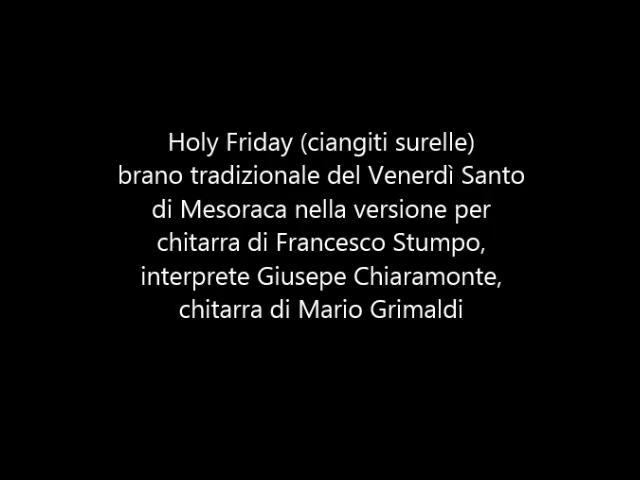 Holy Friday (ciangiti surelle)
brano tradizionale del Venerdì Santo
di Mesoraca nella versione per
chitarra di Francesco Stumpo,
interprete Giusepe Chiaramonte,
chitarra di Mario Grimaldi